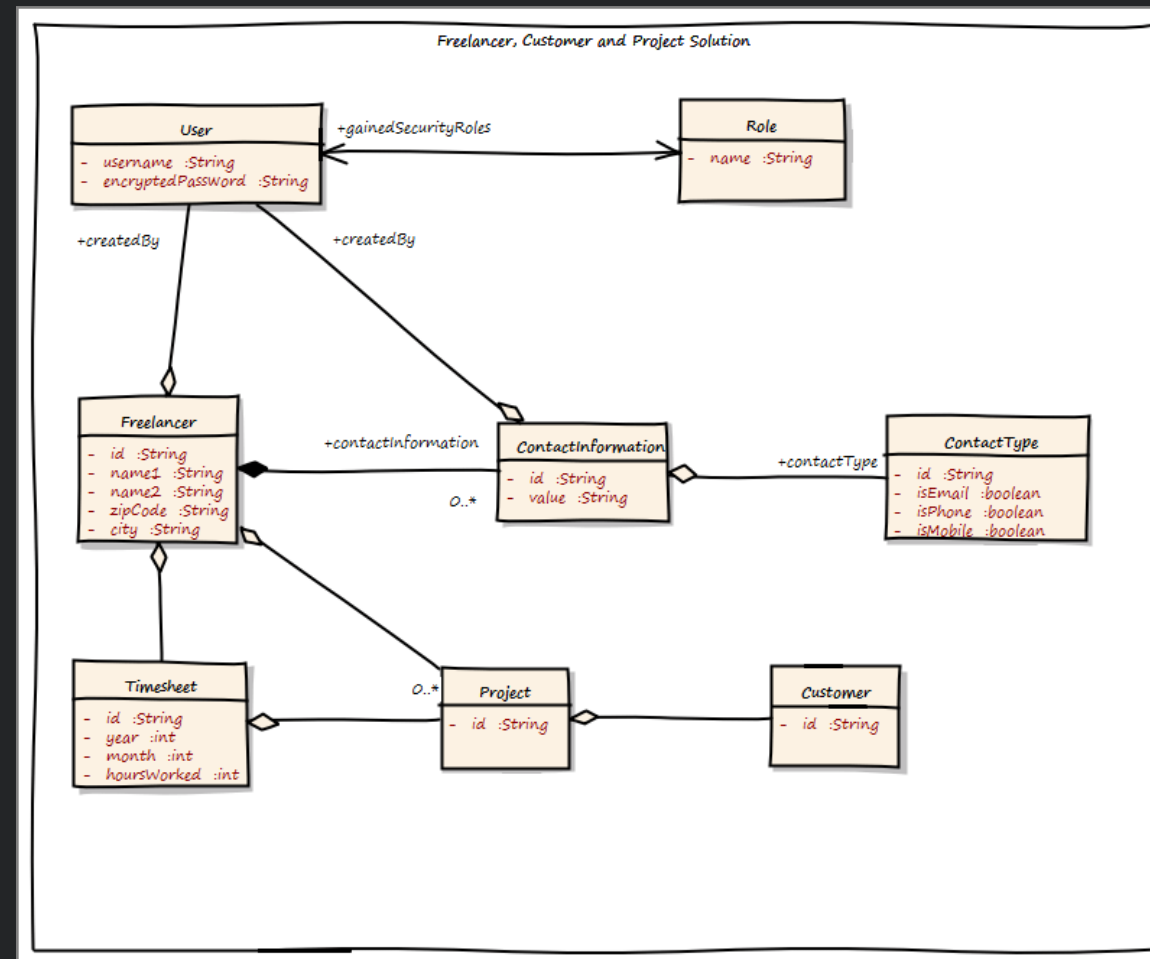 Freelancer, Customer and Project Solution
User
- username :String
- encryptedPassword :String
+gainedSecurityRoles
Role
- name :String
+createdBy
+createdBy
Freelancer
- id :String
- name1 :String
- name2 :String
- zipCode :String
- city :String
+contactInformation
0..*
ContactInformation
- id :String
- value :String
+contactType
ContactType
- id :String
- isEmail :boolean
- isPhone :boolean
- isMobile :boolean
Timesheet
- id :String
- year :int
- month :int
- hoursWorked :int
0..*
Project
- id :String
Customer
- id :String